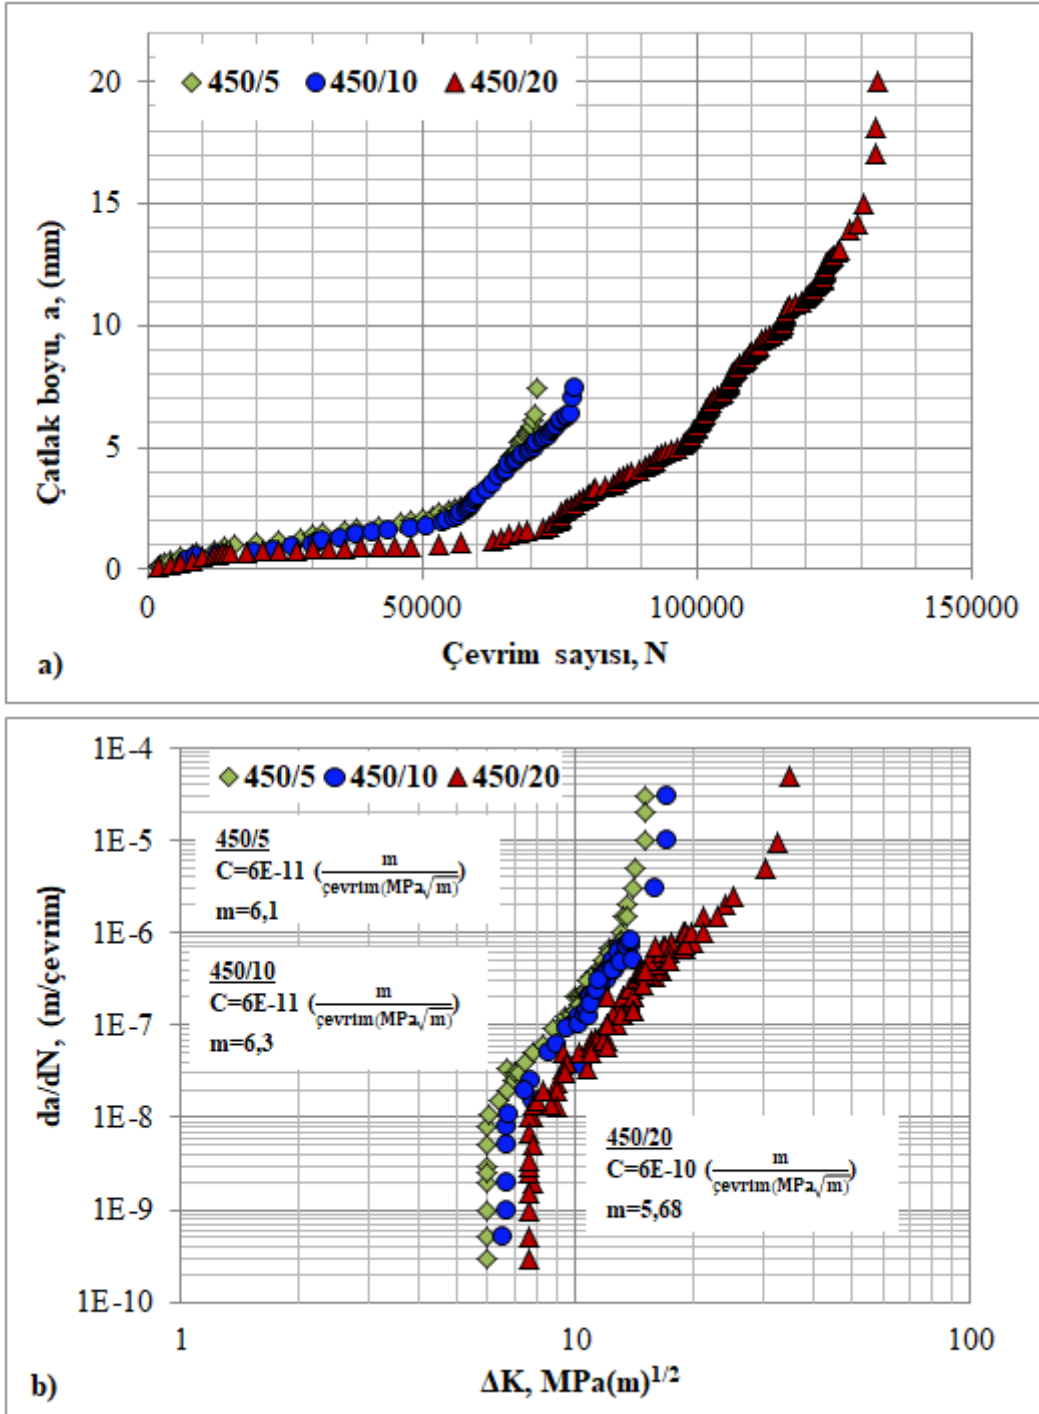 450/5 450/10 450/20
20
15
10
5
0
0 50000 100000 150000
Çatlak boyu, a, (mm)
Çevrim sayısı, N
a)
450/5 450/10 450/20
1E-4
1E-5
1E-6
1E-7
1E-8
1E-9
1E-10
450/5
C=6E-11 (m/çevrim(MPa√m))
m=6,1
450/10
C=6E-11 (m/çevrim(MPa√m))
m=6,3
450/20
C=6E-10 (m/çevrim(MPa√m))
m=5,68
da/dN, (m/çevrim)
1 10 100
ΔK, MPa(m)^1/2
b)